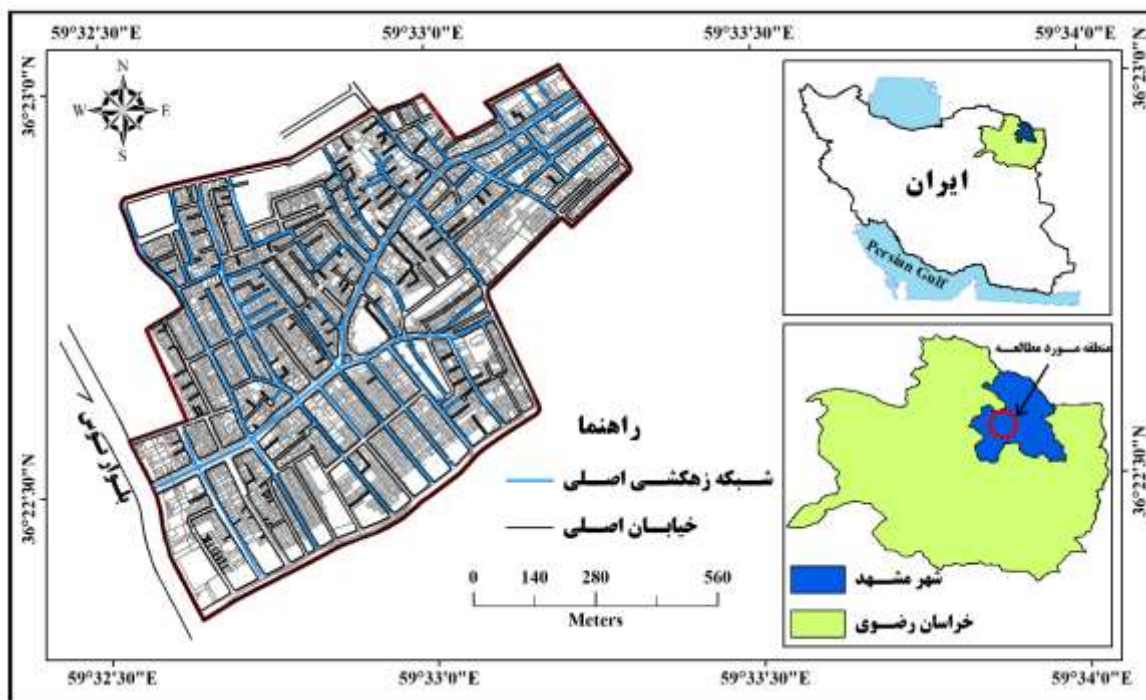 59°32'30"E 59°33'0"E 59°33'30"E 59°34'0"E
36°23'0"N
36°22'30"N
36°23'0"N
36°22'30"N
N
W E
S
بلوار توس
راهنما
شبکه زهکشی اصلی
خیابان اصلی
0 140 280 560
Meters
ایران
Persian Gulf
منطقه مورد مطالعه
شهر مشهد
خراسان رضوی
59°32'30"E 59°33'0"E 59°33'30"E 59°34'0"E